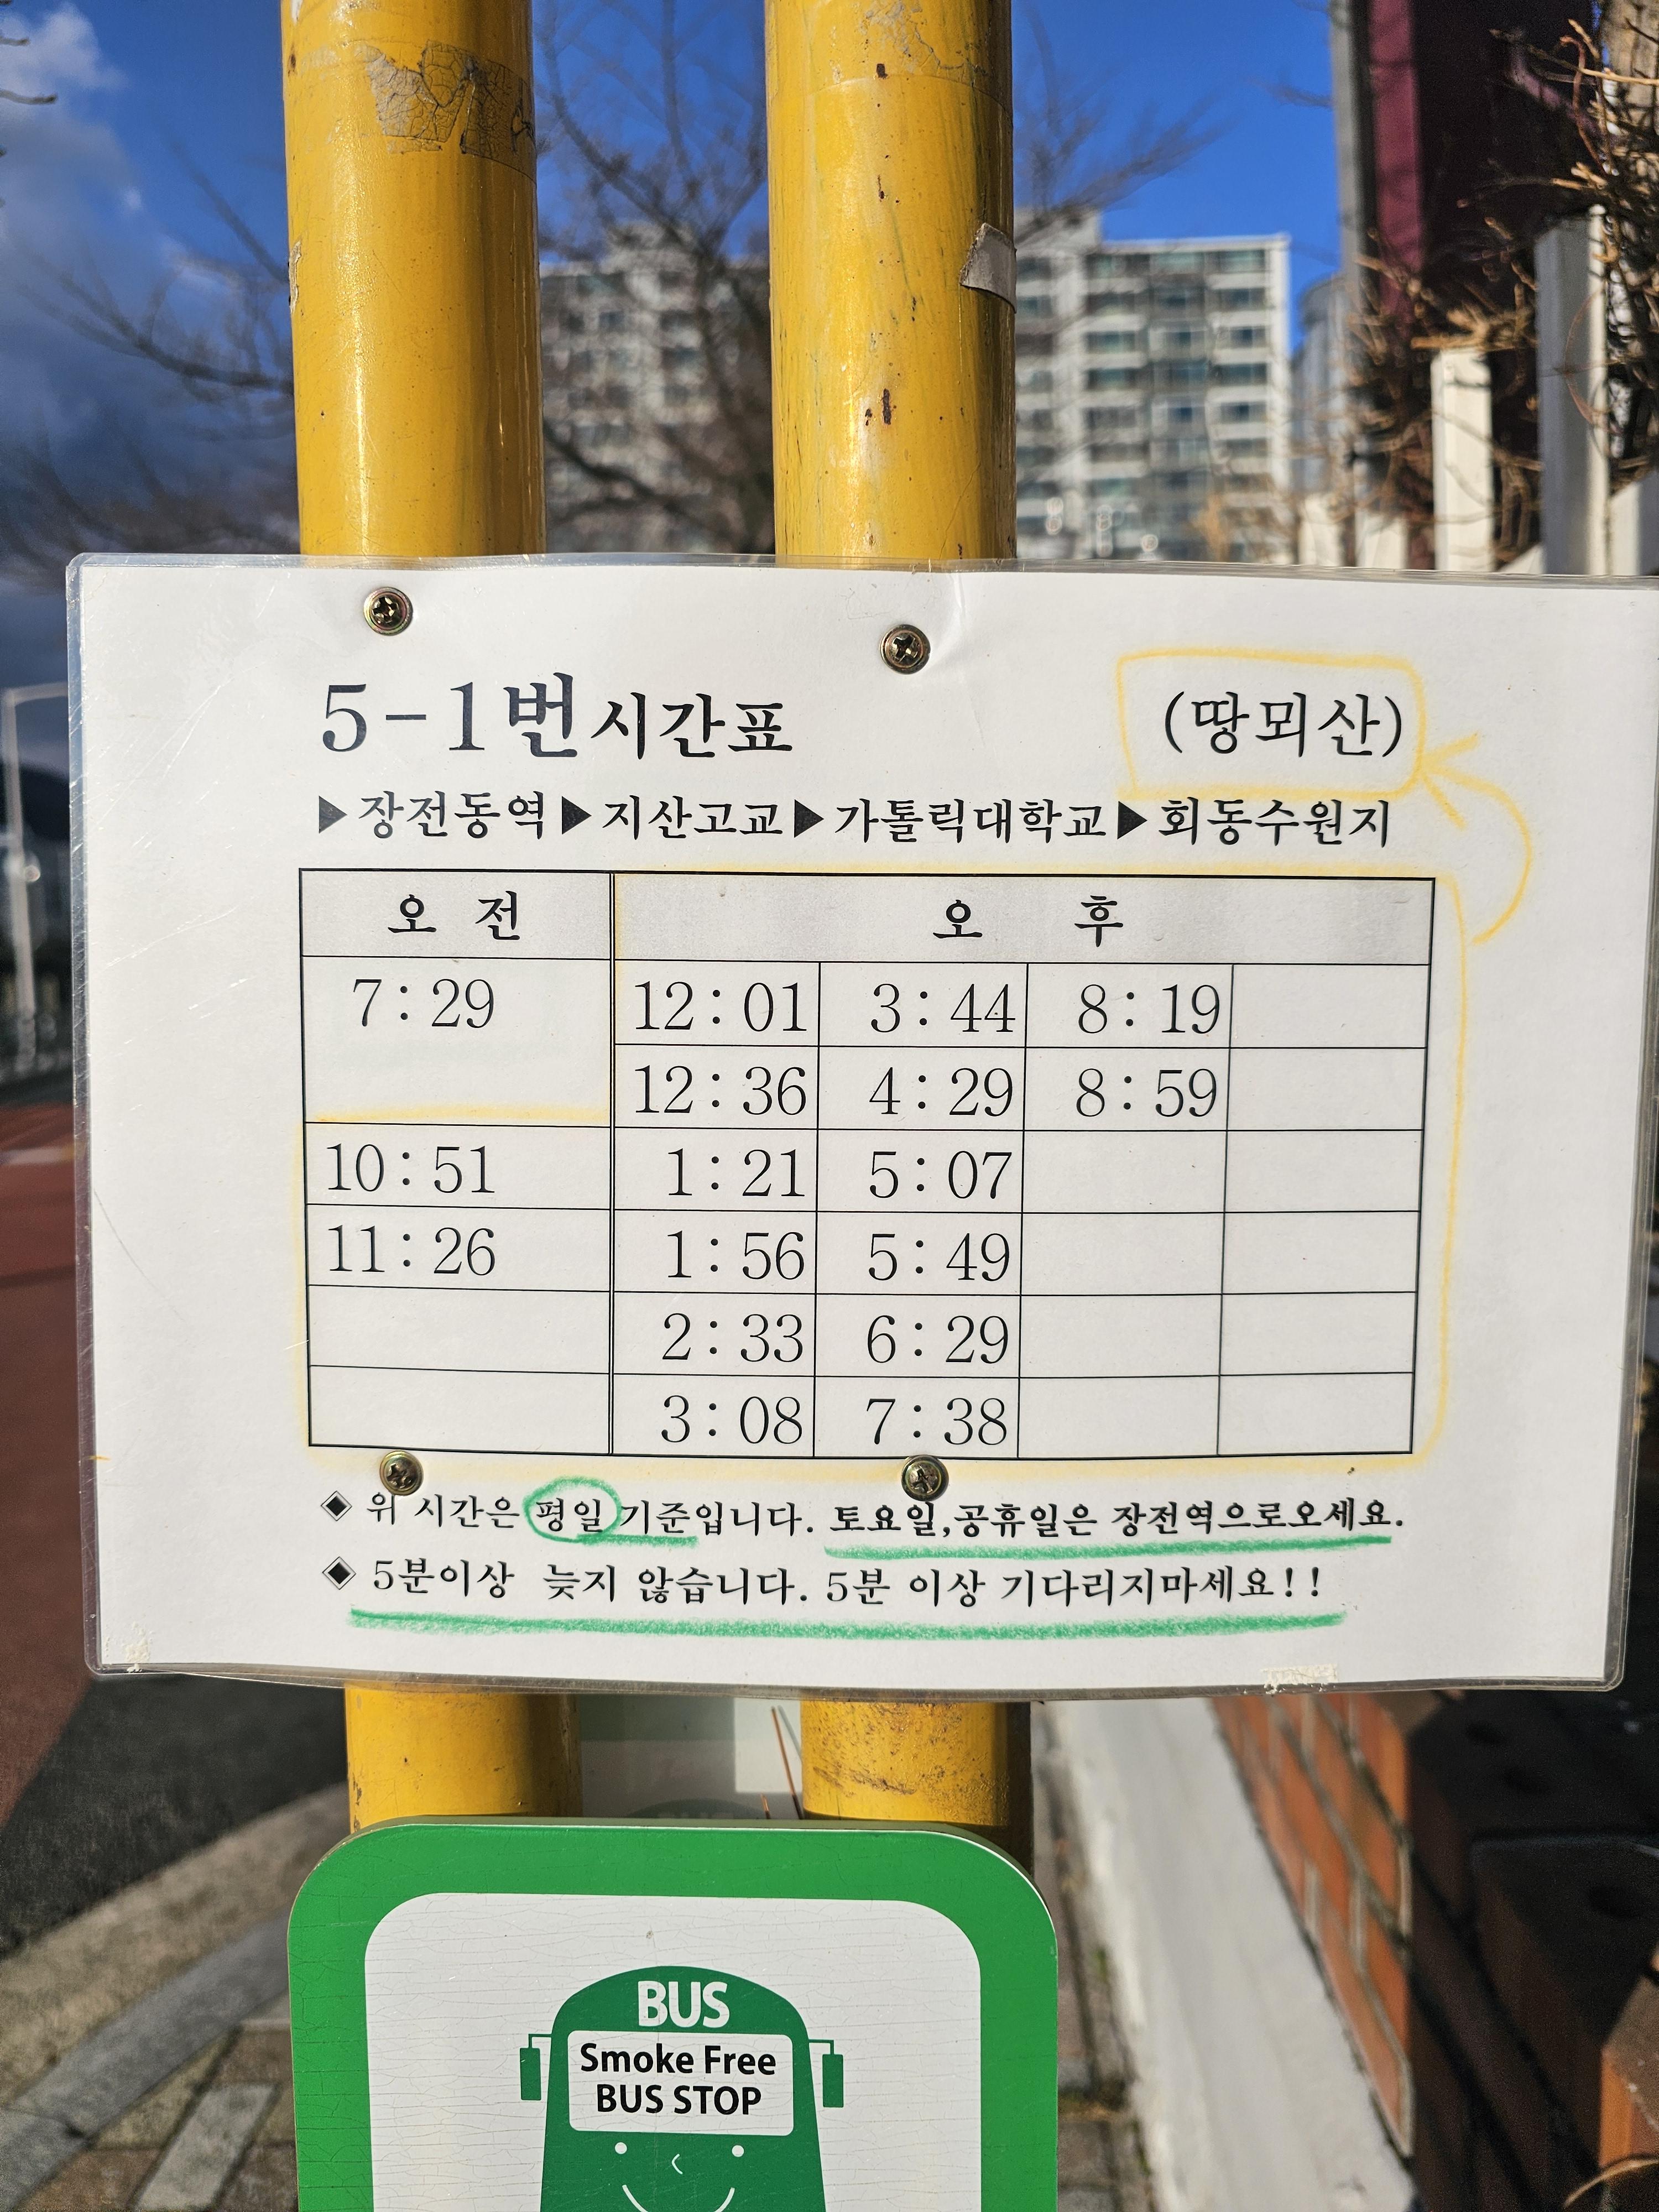 5-1번 시간표 (땅뫼산)
▶장전동역▶지산고교▶가톨릭대학교▶회동수원지
오 전 오 후
7:29 12:01 3:44 8:19
12:36 4:29 8:59
10:51 1:21 5:07
11:26 1:56 5:49
2:33 6:29
3:08 7:38
◈ 위 시간은 평일 기준입니다. 토요일,공휴일은 장전역으로오세요.
◈ 5분이상 늦지 않습니다. 5분 이상 기다리지마세요!!
BUS
Smoke Free
BUS STOP